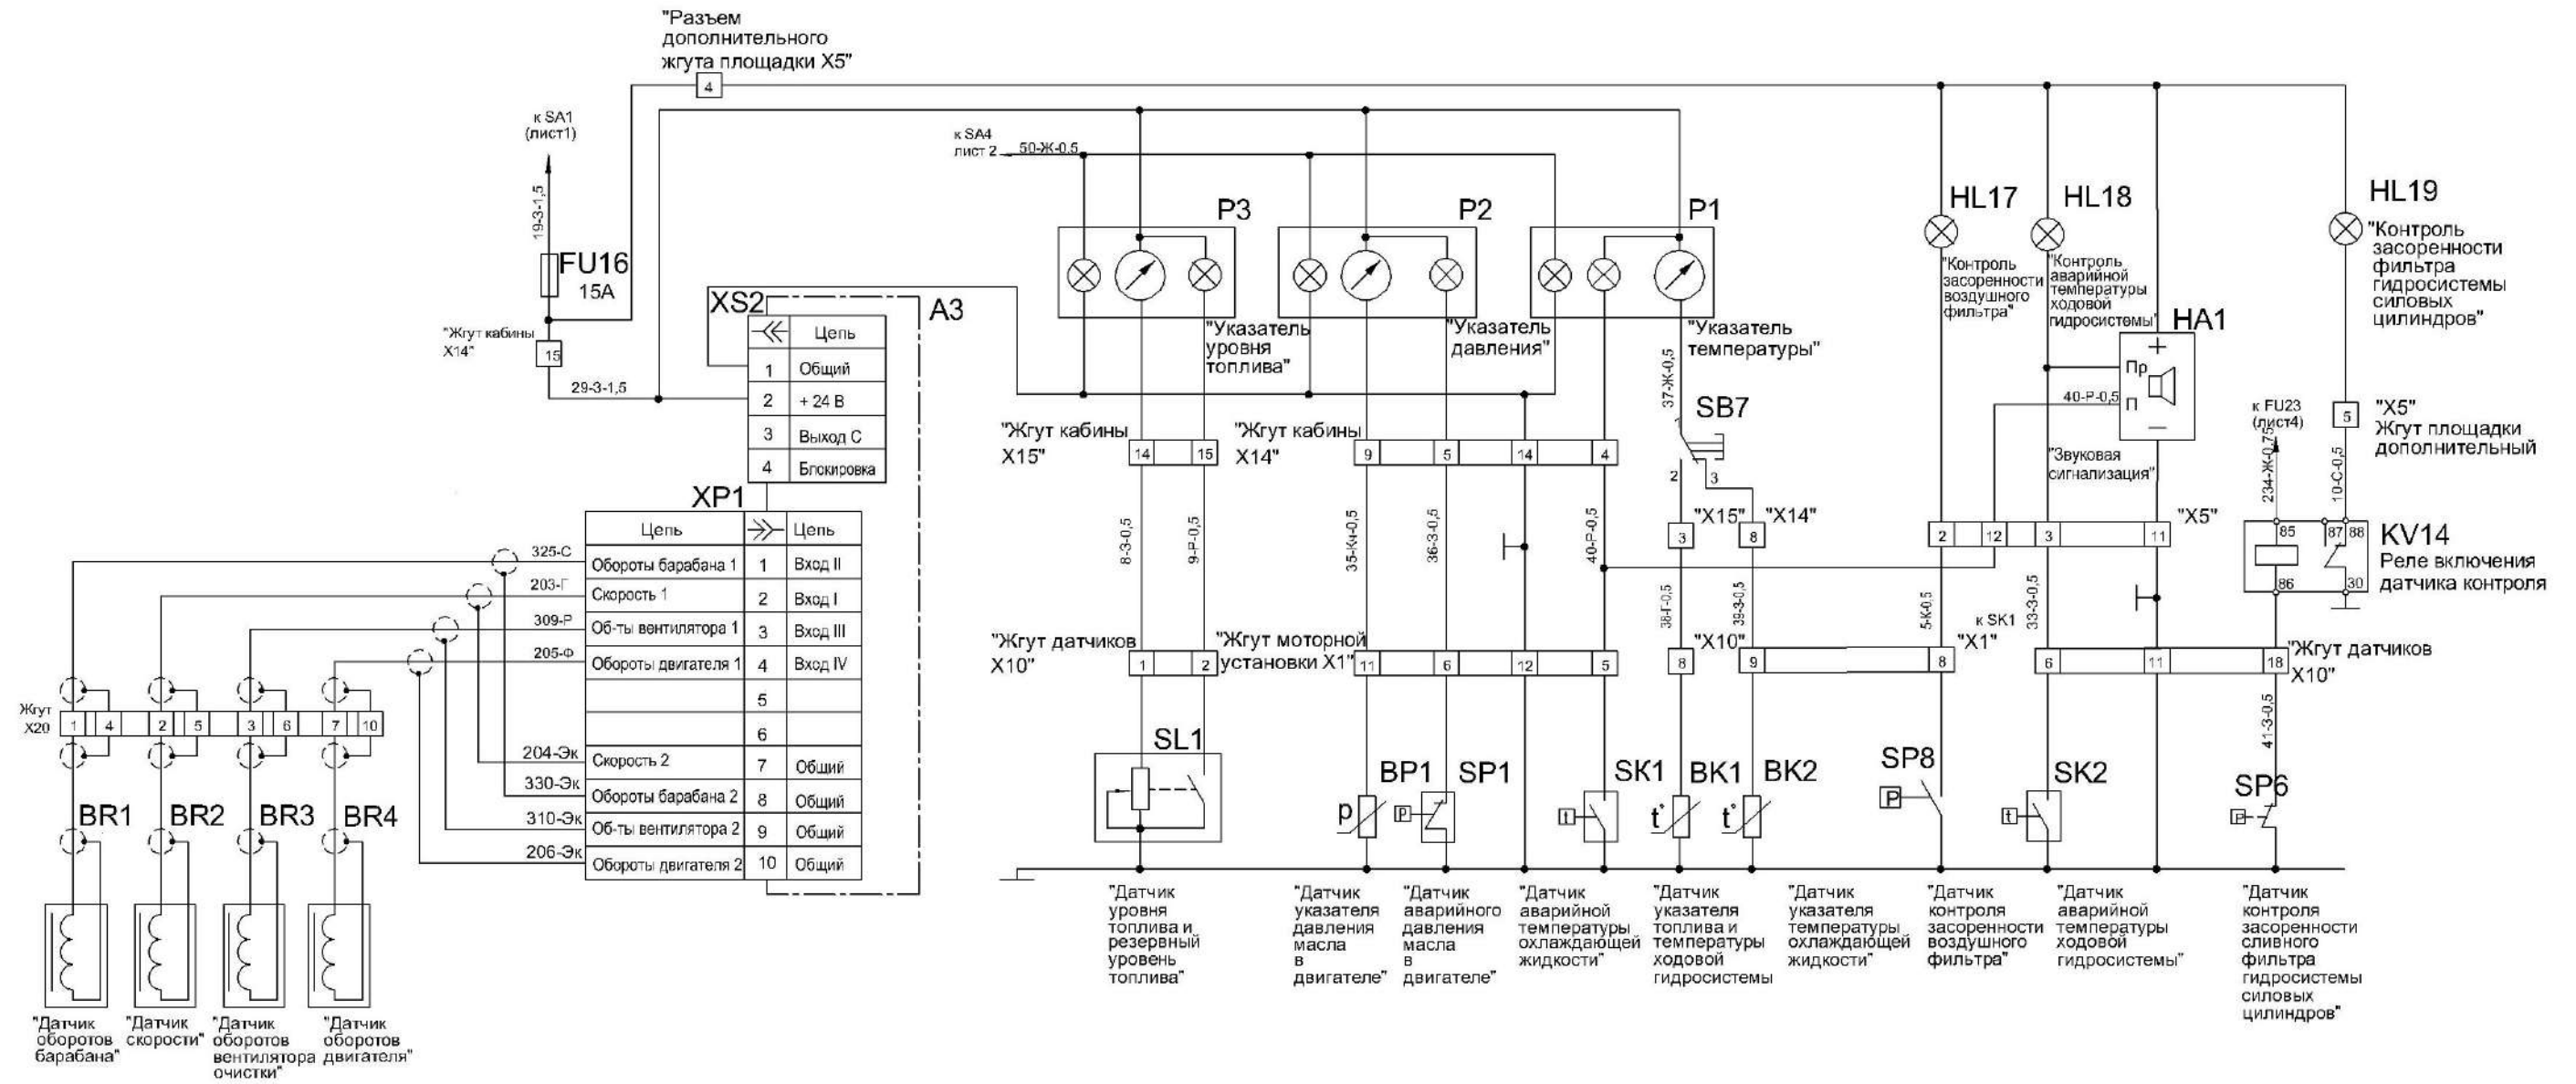 "Разъем
дополнительного
жгута площадки X5"
4
к SA1
(лист1)
19-З-1,5
FU16
15А
"Жгут кабины
X14"
15
29-З-1,5
XS2
A3
Цепь
1 Общий
2 + 24 В
3 Выход С
4 Блокировка
XP1
Цепь Цепь
Обороты барабана 1 1 Вход II
Скорость 1 2 Вход I
Об-ты вентилятора 1 3 Вход III
Обороты двигателя 1 4 Вход IV
5
6
Скорость 2 7 Общий
Обороты барабана 2 8 Общий
Об-ты вентилятора 2 9 Общий
Обороты двигателя 2 10 Общий
325-С
203-Г
309-Р
205-Ф
204-Эк
330-Эк
310-Эк
206-Эк
Жгут
X20
1 4 2 5 3 6 7 10
BR1 BR2 BR3 BR4
"Датчик
оборотов
барабана"
"Датчик
скорости"
"Датчик
оборотов
вентилятора
очистки"
"Датчик
оборотов
двигателя"
к SA4
лист 2
50-Ж-0,5
P3
P2
P1
"Указатель
уровня
топлива"
"Указатель
давления"
"Указатель
температуры"
37-Ж-0,5
SB7
2
3
"Жгут кабины
X15"
14 15
"Жгут кабины
X14"
9 5 14 4
8-З-0,5
9-Р-0,5
35-Кч-0,5
36-З-0,5
40-Р-0,5
"X15"
3
"X14"
8
38-Г-0,5
39-З-0,5
"Жгут датчиков
X10"
1 2
"Жгут моторной
установки X1"
11 6 12 5
"X10"
8
9
8
"X1"
HL17
"Контроль
засоренности
воздушного
фильтра"
HL18
"Контроль
аварийной
температуры
ходовой
гидросистемы"
HA1
+
Пр
П
–
40-Р-0,5
"Звуковая
сигнализация"
HL19
"Контроль
засоренности
фильтра
гидросистемы
силовых
цилиндров"
5
"X5"
Жгут площадки
дополнительный
к FU23
(лист4)
234-Ж-0,75
10-С-0,5
"X5"
2 12 3 11
5-К-0,5
к SK1
33-З-0,5
85 87 88
86 30
KV14
Реле включения
датчика контроля
6 11 18
"Жгут датчиков
X10"
41-З-0,5
SL1
BP1
p
SP1
P
SK1
t
BK1
t°
BK2
t°
SP8
P
SK2
t
SP6
P
"Датчик
уровня
топлива и
резервный
уровень
топлива"
"Датчик
указателя
давления
масла
в
двигателе"
"Датчик
аварийного
давления
масла
в
двигателе"
"Датчик
аварийной
температуры
охлаждающей
жидкости"
"Датчик
указателя
топлива и
температуры
ходовой
гидросистемы
"Датчик
указателя
температуры
охлаждающей
жидкости"
"Датчик
контроля
засоренности
воздушного
фильтра"
"Датчик
аварийной
температуры
ходовой
гидросистемы"
"Датчик
контроля
засоренности
сливного
фильтра
гидросистемы
силовых
цилиндров"